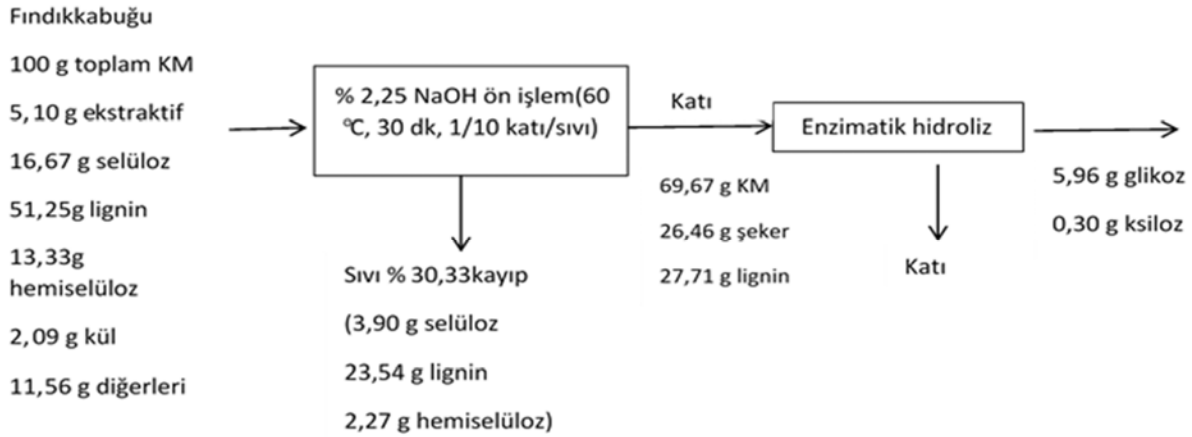 Fındıkkabuğu
100 g toplam KM
5,10 g ekstraktif
16,67 g selüloz
51,25g lignin
13,33g
hemiselüloz
2,09 g kül
11,56 g diğerleri
% 2,25 NaOH ön işlem(60
°C, 30 dk, 1/10 katı/sıvı)
Sıvı % 30,33kayıp
(3,90 g selüloz
23,54 g lignin
2,27 g hemiselüloz)
Katı
69,67 g KM
26,46 g şeker
27,71 g lignin
Enzimatik hidroliz
Katı
5,96 g glikoz
0,30 g ksiloz